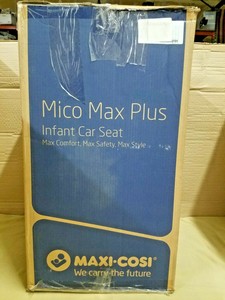 Mico Max Plus
Infant Car Seat
Max Comfort, Max Safety, Max Style
MAXI-COSI®
We carry the future